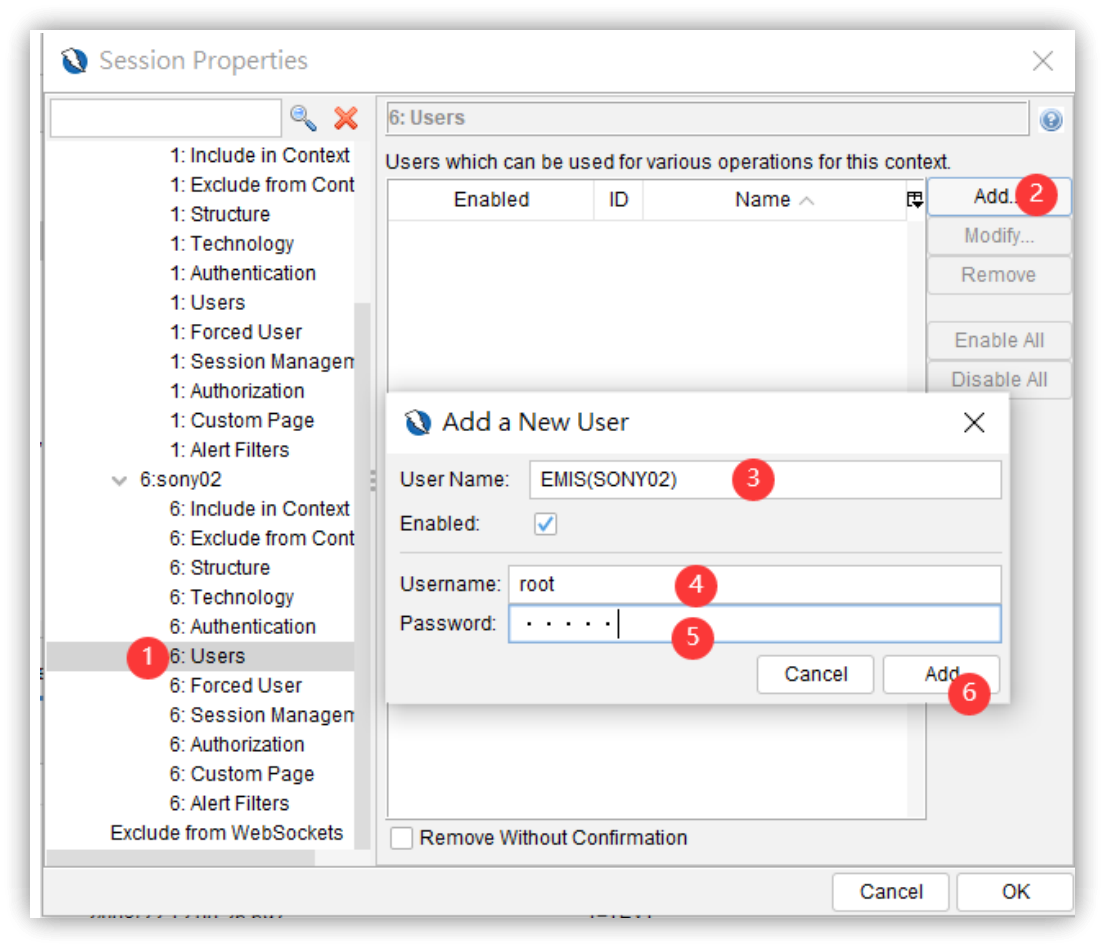 Session Properties
6: Users
1: Include in Context
1: Exclude from Cont
1: Structure
1: Technology
1: Authentication
1: Users
1: Forced User
1: Session Managem
1: Authorization
1: Custom Page
1: Alert Filters
6:sony02
6: Include in Context
6: Exclude from Cont
6: Structure
6: Technology
6: Authentication
1 6: Users
6: Forced User
6: Session Managem
6: Authorization
6: Custom Page
6: Alert Filters
Exclude from WebSockets
Users which can be used for various operations for this context.
Enabled ID Name
Add.. 2
Modify...
Remove
Enable All
Disable All
Add a New User
User Name: EMIS(SONY02) 3
Enabled:
Username: root 4
Password: ..... 5
Cancel Add 6
Remove Without Confirmation
Cancel OK